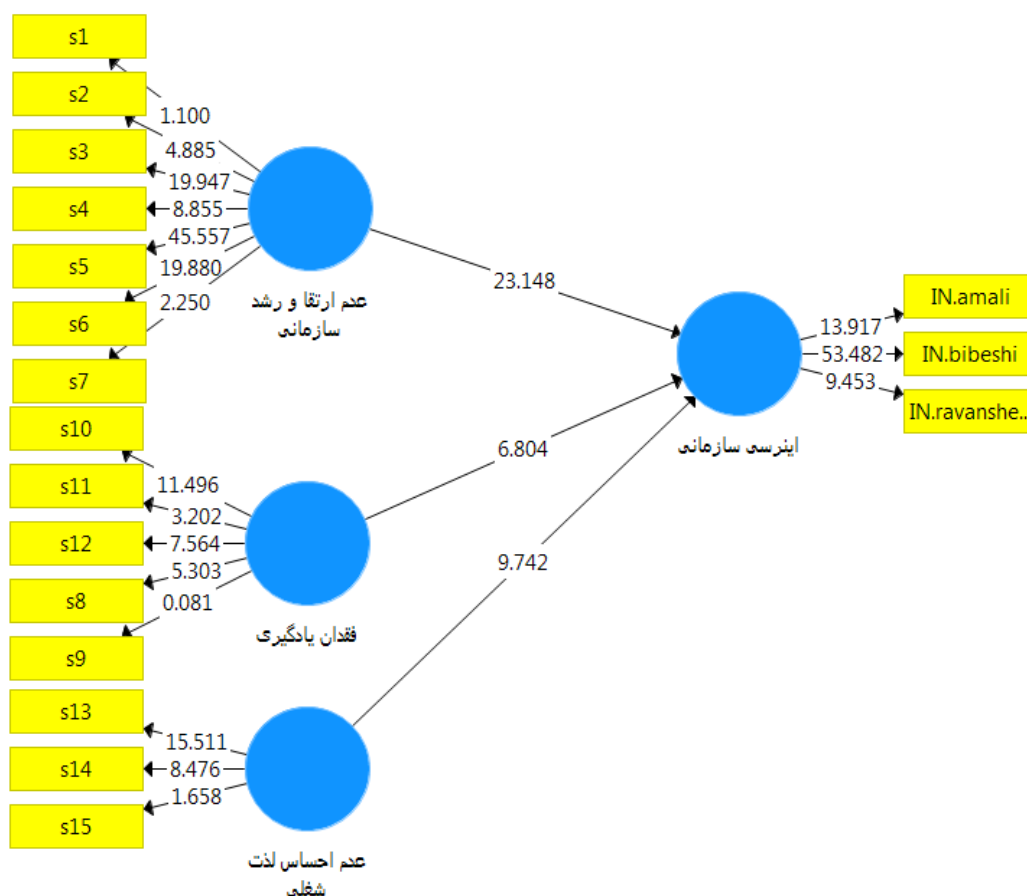 s1
s2
s3
s4
s5
s6
s7
1.100
4.885
19.947
8.855
45.557
19.880
2.250
عدم ارتقا و رشد
سازمانی
23.148
s10
s11
s12
s8
s9
11.496
3.202
7.564
5.303
0.081
فقدان یادگیری
6.804
s13
s14
s15
15.511
8.476
1.658
عدم احساس لذت
شغلی
9.742
اینرسی سازمانی
13.917
53.482
9.453
IN.amali
IN.bibeshi
IN.ravanshe..